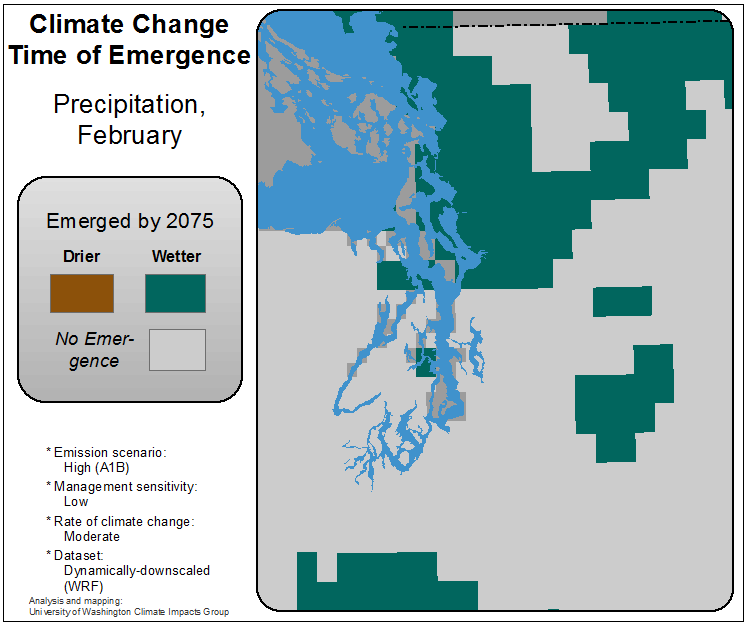 Climate Change
Time of Emergence
Precipitation,
February
Emerged by 2075
Drier Wetter
No Emer-
gence
* Emission scenario:
High (A1B)
* Management sensitivity:
Low
* Rate of climate change:
Moderate
* Dataset:
Dynamically-downscaled
(WRF)
Analysis and mapping:
University of Washington Climate Impacts Group